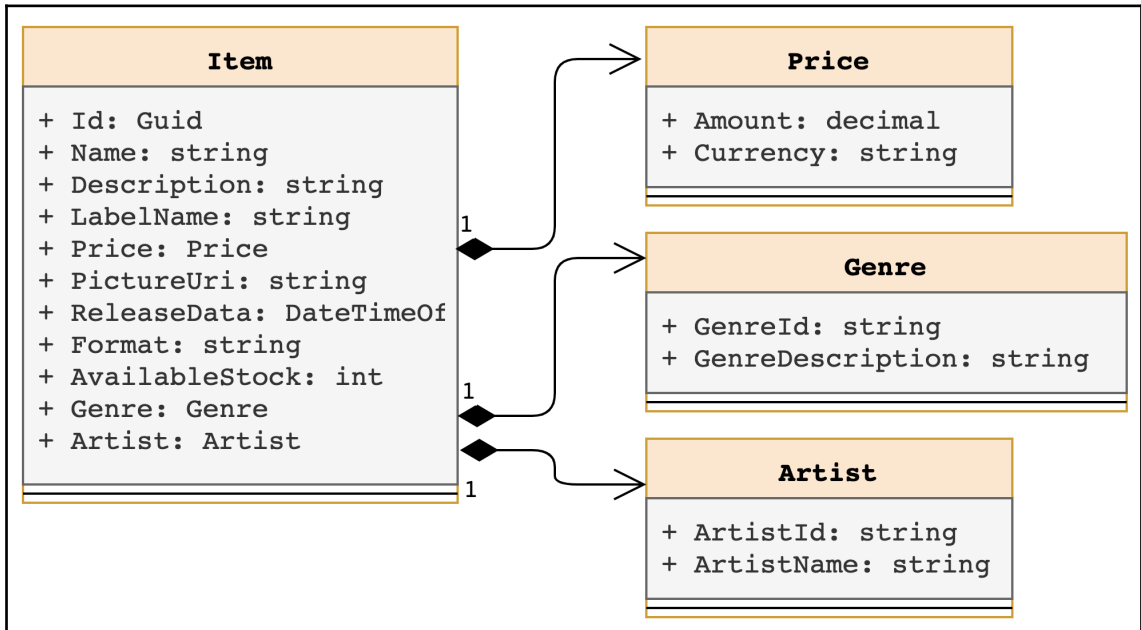 Item
+ Id: Guid
+ Name: string
+ Description: string
+ LabelName: string
+ Price: Price
+ PictureUri: string
+ ReleaseData: DateTimeOf
+ Format: string
+ AvailableStock: int
+ Genre: Genre
+ Artist: Artist
1
1
1
Price
+ Amount: decimal
+ Currency: string
Genre
+ GenreId: string
+ GenreDescription: string
Artist
+ ArtistId: string
+ ArtistName: string